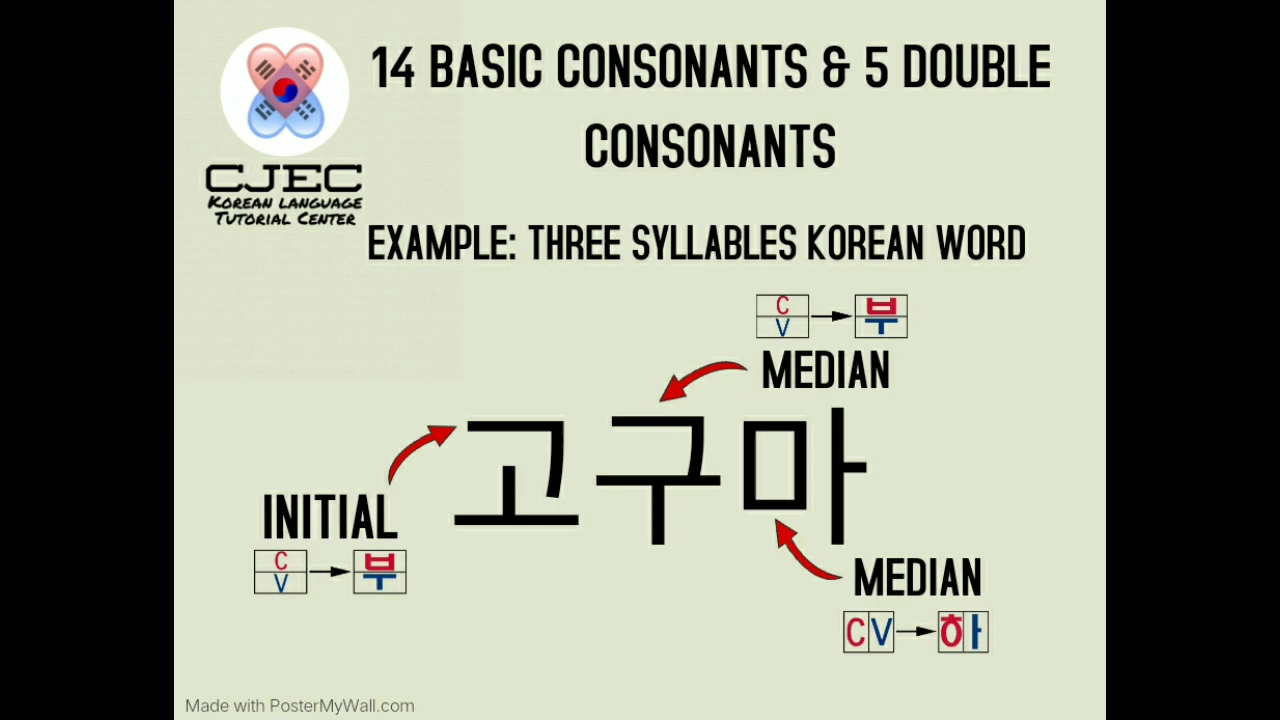 14 BASIC CONSONANTS & 5 DOUBLE
CONSONANTS
CJEC
KOREAN LANGUAGE
TUTORIAL CENTER
EXAMPLE: THREE SYLLABLES KOREAN WORD
C
V
부
MEDIAN
고구마
INITIAL
C
V
부
MEDIAN
CV
하
Made with PosterMyWall.com